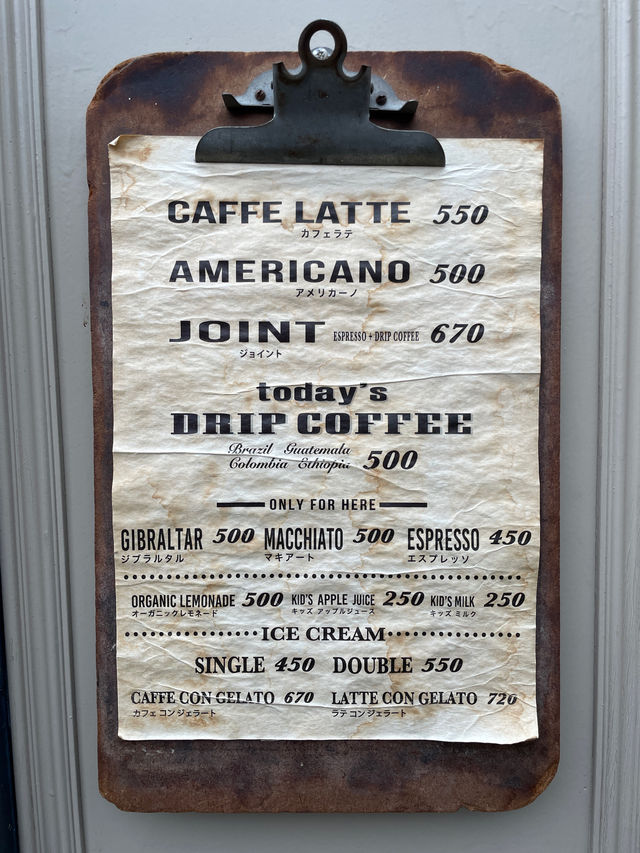 CAFFE LATTE 550
カフェラテ
AMERICANO 500
アメリカーノ
JOINT ESPRESSO + DRIP COFFEE 670
ジョイント
today's
DRIP COFFEE
Brazil Guatemala
Colombia Ethiopia 500
ONLY FOR HERE
GIBRALTAR 500 MACCHIATO 500 ESPRESSO 450
ジブラルタル マキアート エスプレッソ
ORGANIC LEMONADE 500 KID'S APPLE JUICE 250 KID'S MILK 250
オーガニックレモネード キッズ アップルジュース キッズ ミルク
ICE CREAM
SINGLE 450 DOUBLE 550
CAFFE CON GELATO 670 LATTE CON GELATO 720
カフェ コン ジェラート ラテ コン ジェラート